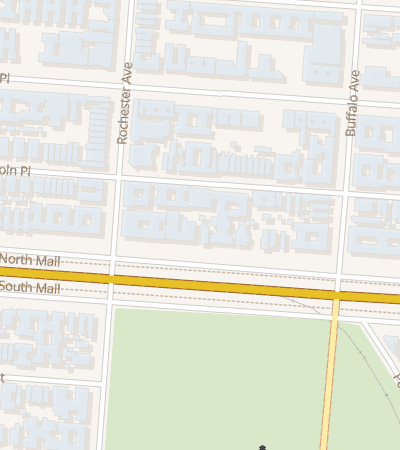 Pl
Rochester Ave
Buffalo Ave
oln Pl
North Mall
South Mall
t